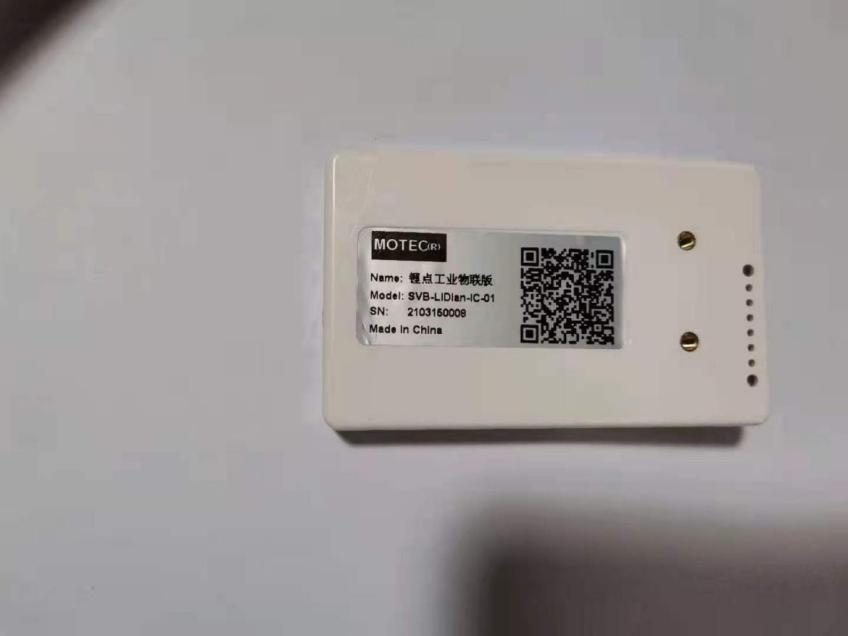 MOTEC(R)
Name: 锂点工业物联版
Model: SVB-LiDian-IC-01
SN: 2103150008
Made in China